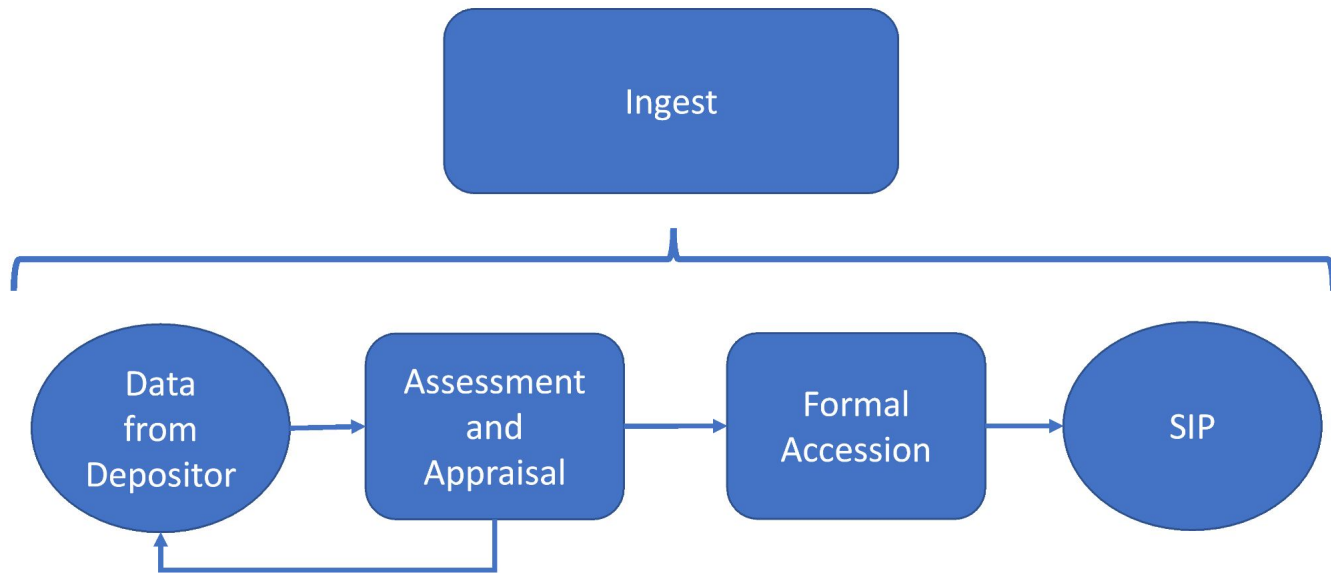 Ingest
Data
from
Depositor
Assessment
and
Appraisal
Formal
Accession
SIP